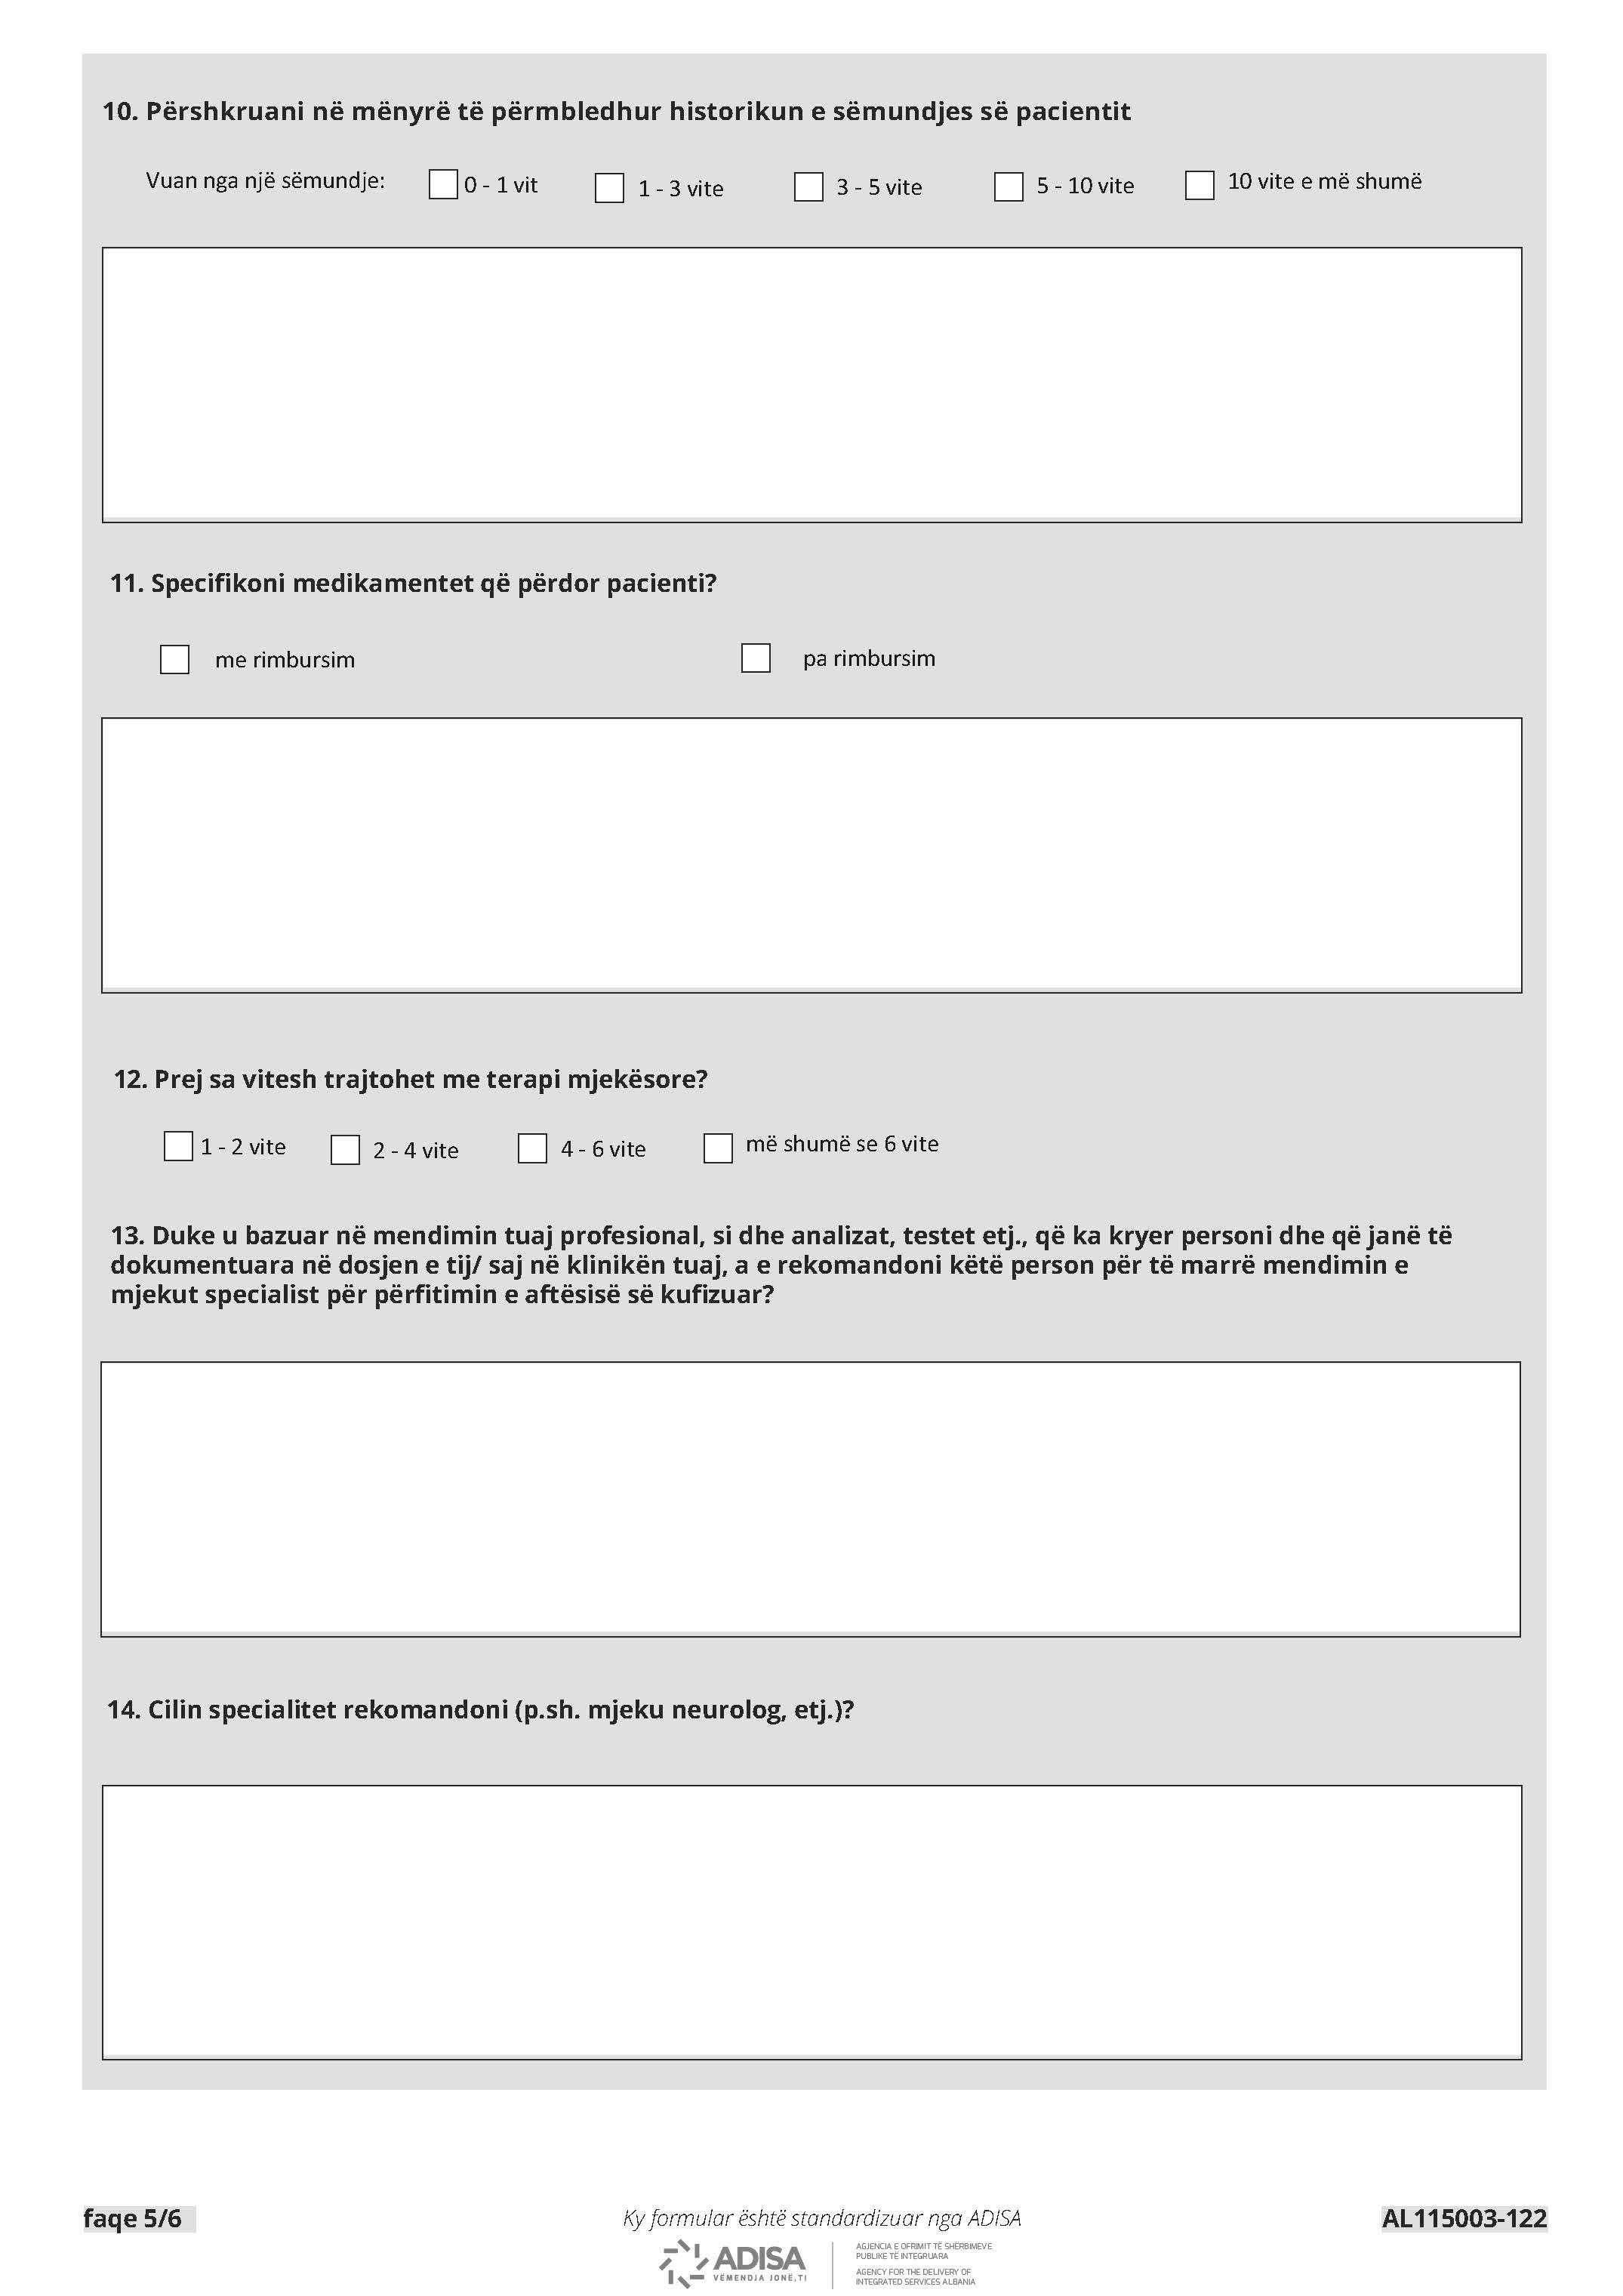 10. Përshkruani në mënyrë të përmbledhur historikun e sëmundjes së pacientit
Vuan nga një sëmundje: 0 - 1 vit 1 - 3 vite 3 - 5 vite 5 - 10 vite 10 vite e më shumë
11. Specifikoni medikamentet që përdor pacienti?
me rimbursim pa rimbursim
12. Prej sa vitesh trajtohet me terapi mjekësore?
1 - 2 vite 2 - 4 vite 4 - 6 vite më shumë se 6 vite
13. Duke u bazuar në mendimin tuaj profesional, si dhe analizat, testet etj., që ka kryer personi dhe që janë të
dokumentuara në dosjen e tij/ saj në klinikën tuaj, a e rekomandoni këtë person për të marrë mendimin e
mjekut specialist për përfitimin e aftësisë së kufizuar?
14. Cilin specialitet rekomandoni (p.sh. mjeku neurolog, etj.)?
faqe 5/6 Ky formular është standardizuar nga ADISA AL115003-122
ADISA
VËMENDJA JONË, TI
AGJENCIA E OFRIMIT TË SHËRBIMEVE
PUBLIKE TË INTEGRUARA
AGENCY FOR THE DELIVERY OF
INTEGRATED SERVICES ALBANIA